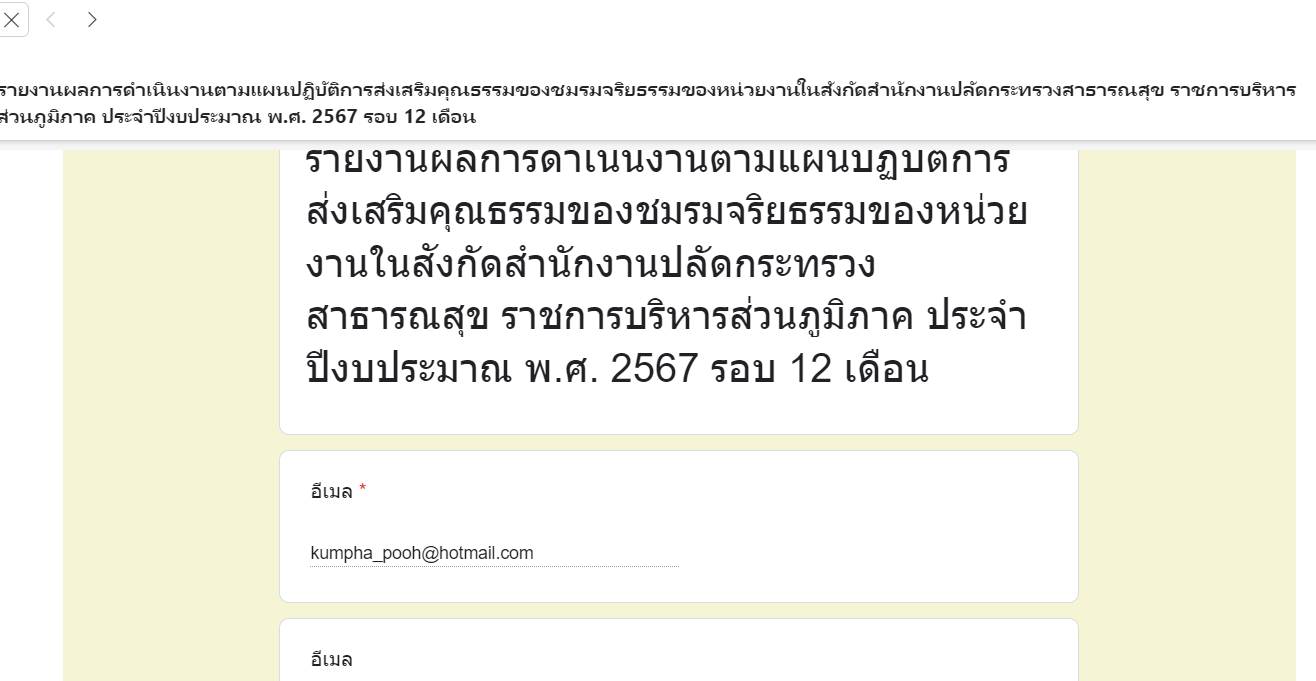 รายงานผลการดำเนินงานตามแผนปฏิบัติการส่งเสริมคุณธรรมของชมรมจริยธรรมของหน่วยงานในสังกัดสำนักงานปลัดกระทรวงสาธารณสุข ราชการบริหาร
ส่วนภูมิภาค ประจำปีงบประมาณ พ.ศ. 2567 รอบ 12 เดือน
รายงานผลการดำเนินงานตามแผนปฏิบัติการ
ส่งเสริมคุณธรรมของชมรมจริยธรรมของหน่วย
งานในสังกัดสำนักงานปลัดกระทรวง
สาธารณสุข ราชการบริหารส่วนภูมิภาค ประจำ
ปีงบประมาณ พ.ศ. 2567 รอบ 12 เดือน
อีเมล *
kumpha_pooh@hotmail.com
อีเมล